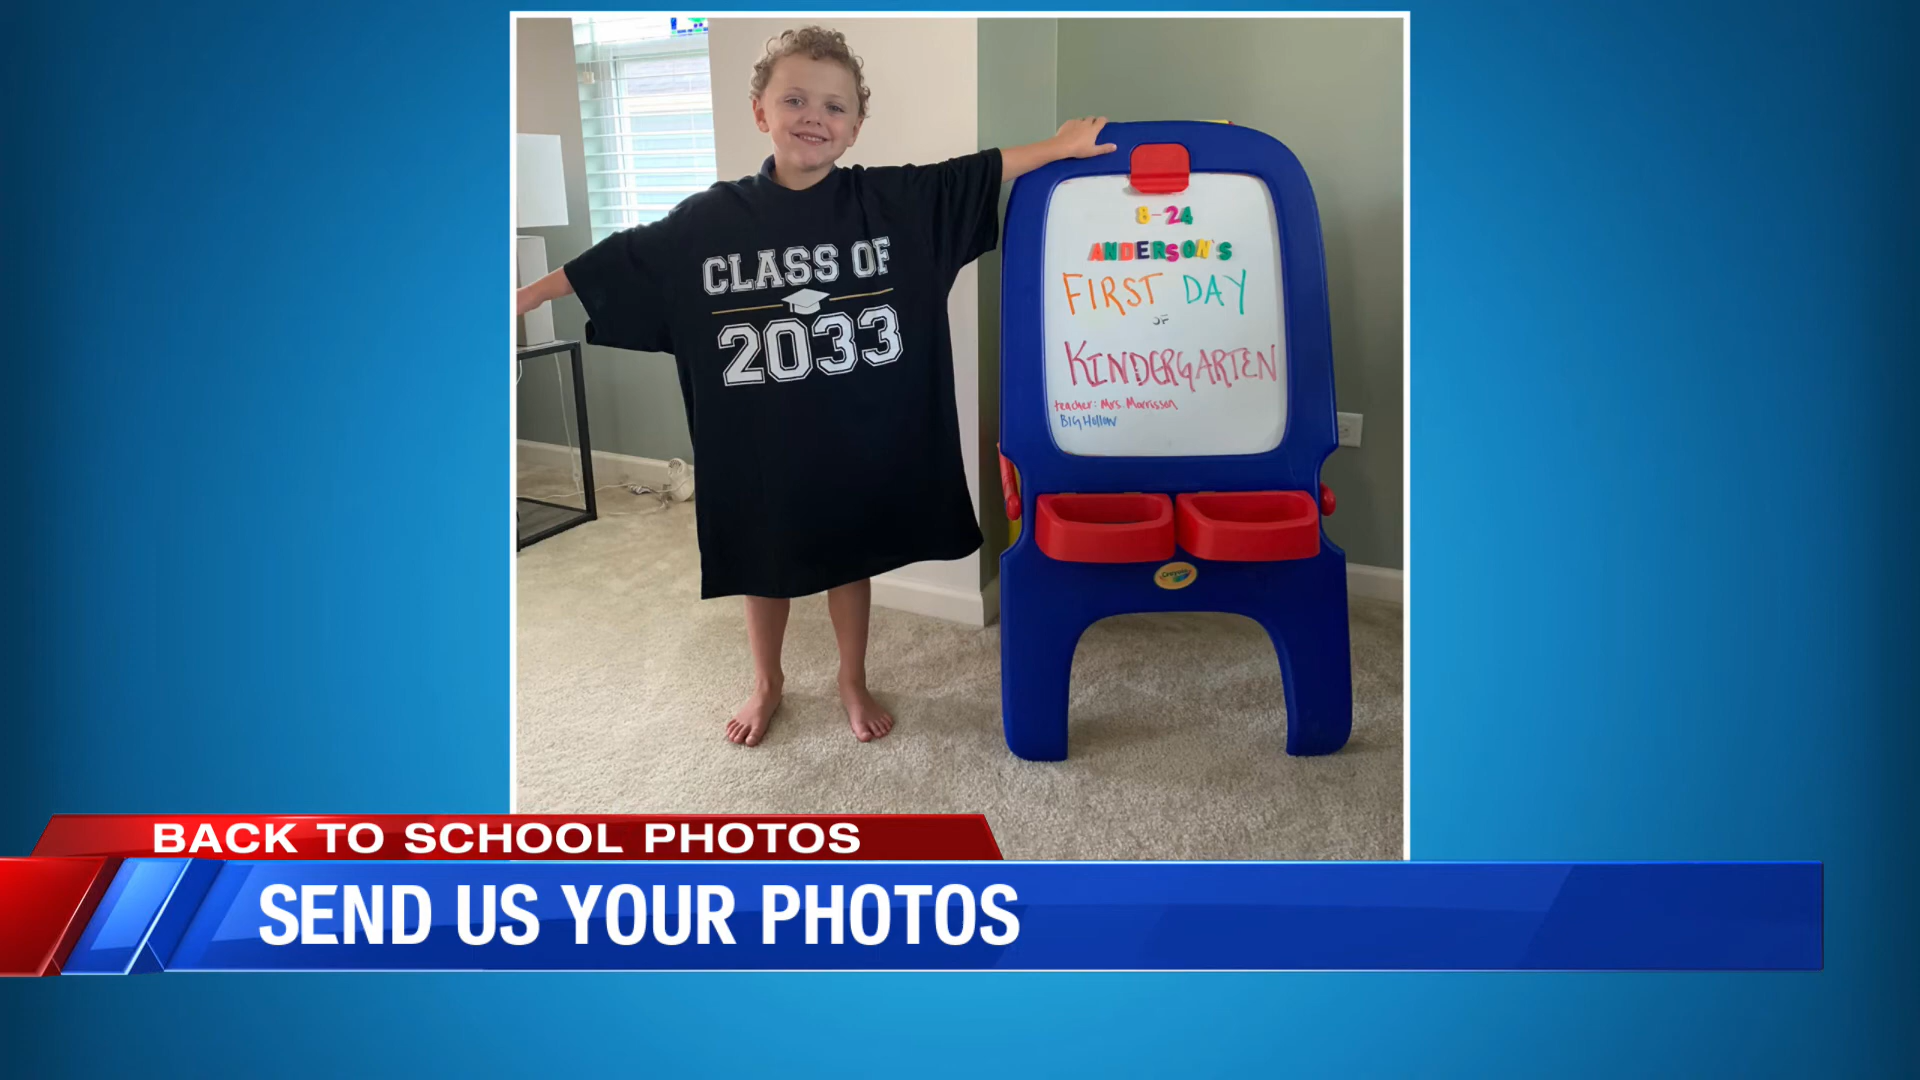 CLASS OF
2033
8-24
ANDERSON'S
FIRST DAY
OF
KINDERGARTEN
teacher: Mrs. Morrisson
BIG Hollow
Crayola
BACK TO SCHOOL PHOTOS
SEND US YOUR PHOTOS